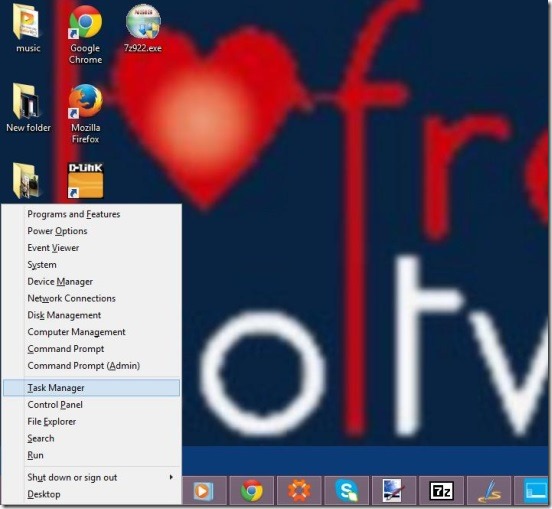 music
Google
Chrome
7z922.exe
New folder
Mozilla
Firefox
D-Link
Programs and Features
Power Options
Event Viewer
System
Device Manager
Network Connections
Disk Management
Computer Management
Command Prompt
Command Prompt (Admin)
Task Manager
Control Panel
File Explorer
Search
Run
Shut down or sign out
Desktop
7z